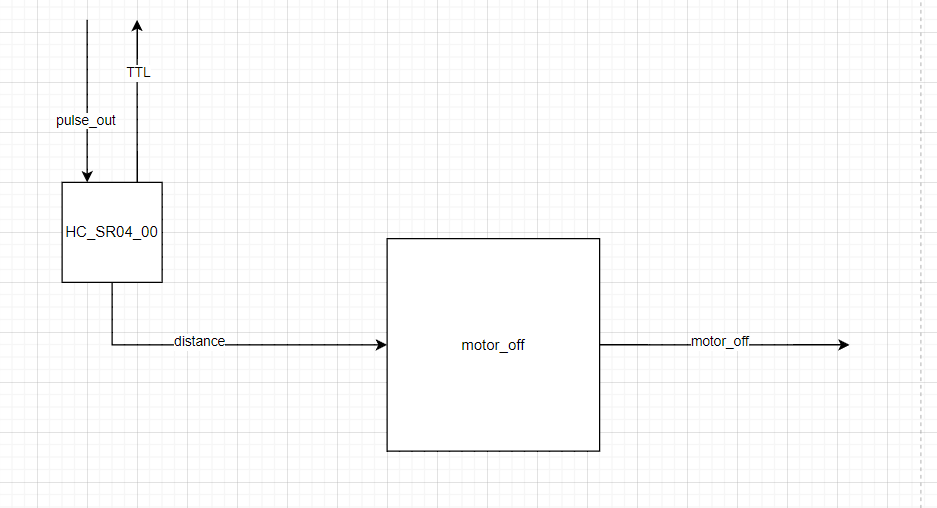 TTL
pulse_out
HC_SR04_00
distance
motor_off
motor_off